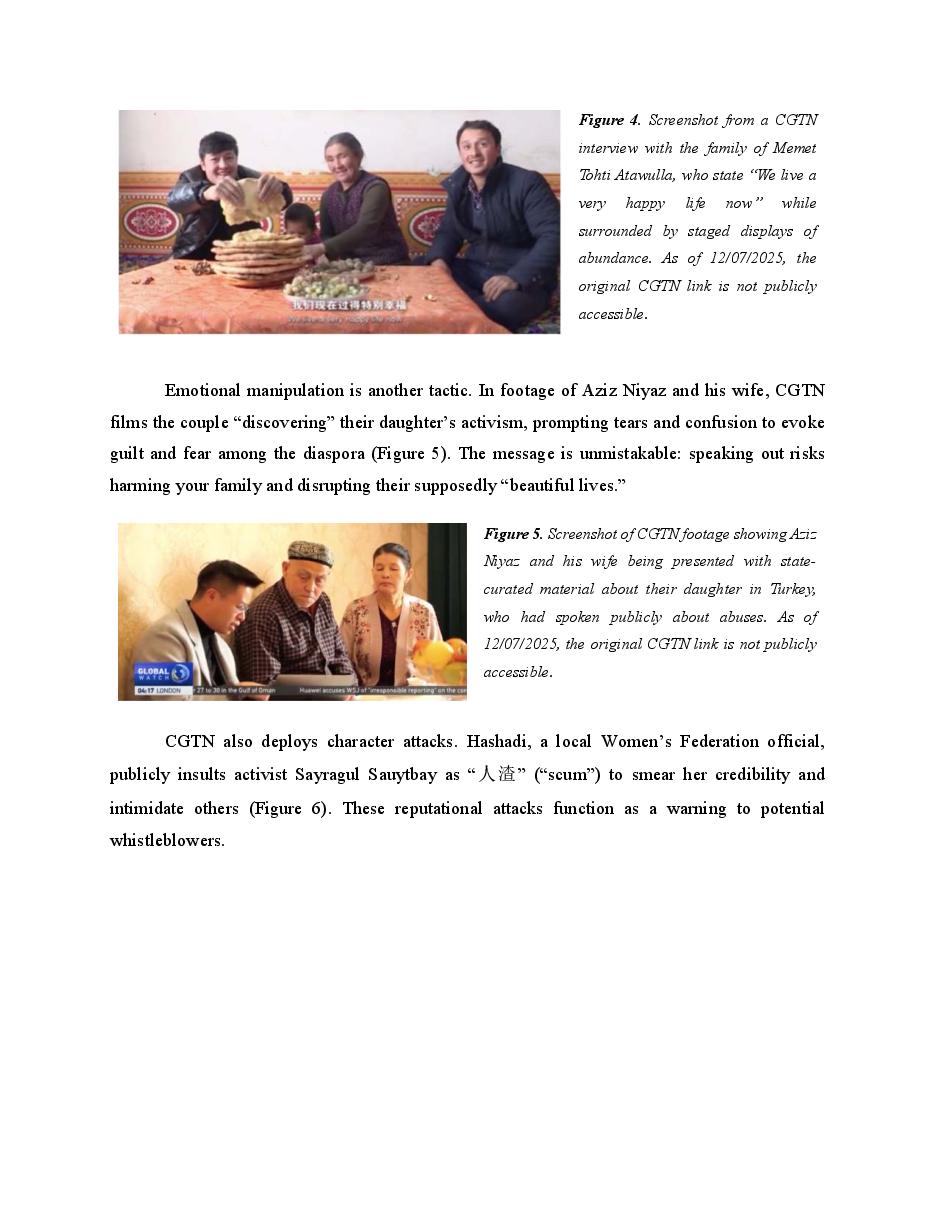 Figure 4. Screenshot from a CGTN
interview with the family of Memet
Tohti Atawulla, who state “We live a
very happy life now” while
surrounded by staged displays of
abundance. As of 12/07/2025, the
original CGTN link is not publicly
accessible.
我们现在过得特别幸福
Emotional manipulation is another tactic. In footage of Aziz Niyaz and his wife, CGTN
films the couple “discovering” their daughter’s activism, prompting tears and confusion to evoke
guilt and fear among the diaspora (Figure 5). The message is unmistakable: speaking out risks
harming your family and disrupting their supposedly “beautiful lives.”
Figure 5. Screenshot of CGTN footage showing Aziz
Niyaz and his wife being presented with state-
curated material about their daughter in Turkey,
who had spoken publicly about abuses. As of
12/07/2025, the original CGTN link is not publicly
accessible.
GLOBAL
WATCH
04:17 LONDON
27 to 30 in the Gulf of Oman Huawei accuses WSJ of "irresponsible reporting" on the con
CGTN also deploys character attacks. Hashadi, a local Women’s Federation official,
publicly insults activist Sayragul Sauytbay as “人渣” (“scum”) to smear her credibility and
intimidate others (Figure 6). These reputational attacks function as a warning to potential
whistleblowers.